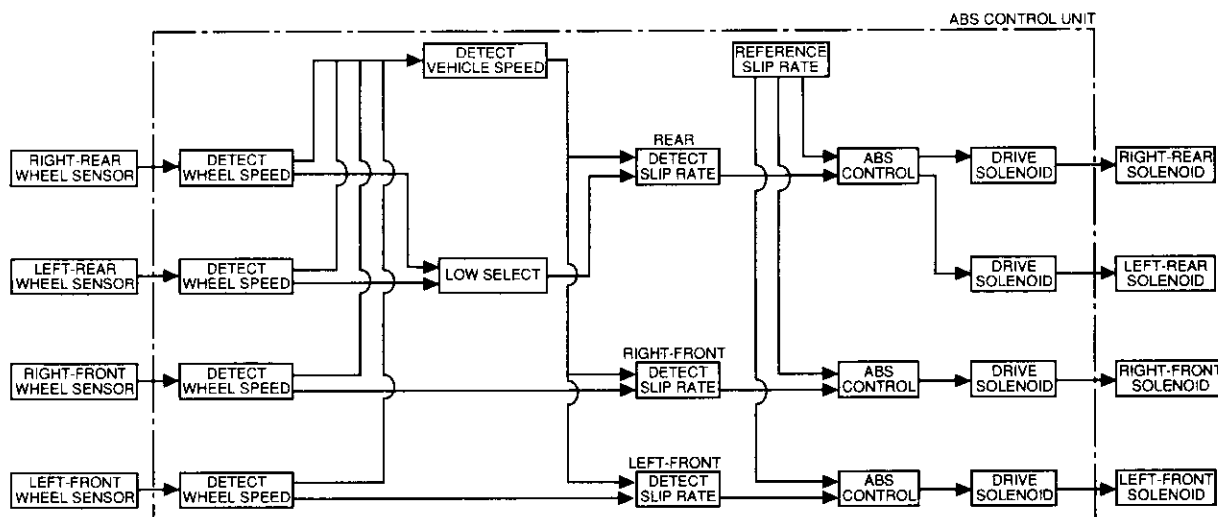 ABS CONTROL UNIT
DETECT
VEHICLE SPEED
REFERENCE
SLIP RATE
RIGHT-REAR
WHEEL SENSOR
DETECT
WHEEL SPEED
REAR
DETECT
SLIP RATE
ABS
CONTROL
DRIVE
SOLENOID
RIGHT-REAR
SOLENOID
LEFT-REAR
WHEEL SENSOR
DETECT
WHEEL SPEED
LOW SELECT
DRIVE
SOLENOID
LEFT-REAR
SOLENOID
RIGHT-FRONT
WHEEL SENSOR
DETECT
WHEEL SPEED
RIGHT-FRONT
DETECT
SLIP RATE
ABS
CONTROL
DRIVE
SOLENOID
RIGHT-FRONT
SOLENOID
LEFT-FRONT
WHEEL SENSOR
DETECT
WHEEL SPEED
LEFT-FRONT
DETECT
SLIP RATE
ABS
CONTROL
DRIVE
SOLENOID
LEFT-FRONT
SOLENOID